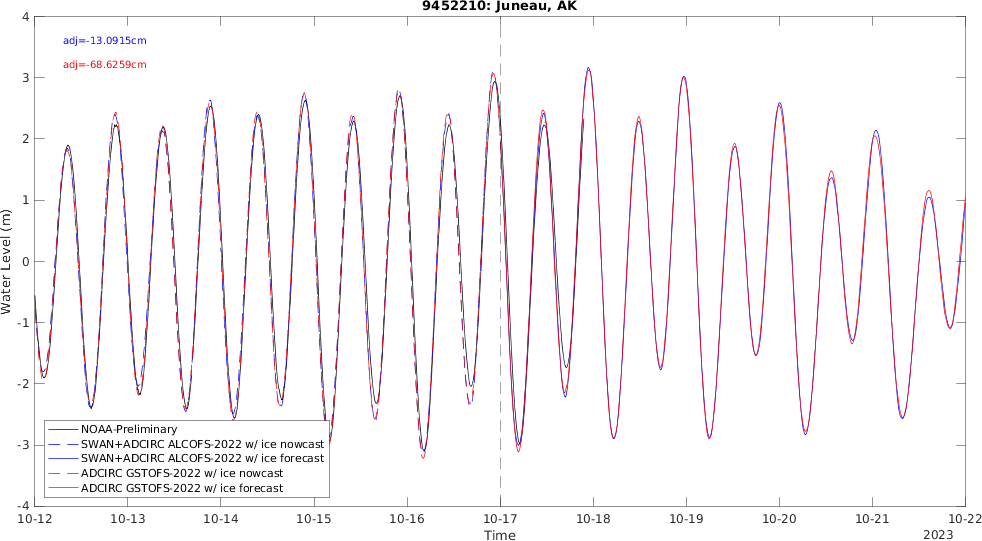 9452210: Juneau, AK
adj=-13.0915cm
adj=-68.6259cm
4
3
2
1
0
-1
-2
-3
-4
Water Level (m)
NOAA-Preliminary
SWAN+ADCIRC ALCOFS-2022 w/ ice nowcast
SWAN+ADCIRC ALCOFS-2022 w/ ice forecast
ADCIRC GSTOFS-2022 w/ ice nowcast
ADCIRC GSTOFS-2022 w/ ice forecast
10-12 10-13 10-14 10-15 10-16 10-17 10-18 10-19 10-20 10-21 10-22
Time
2023